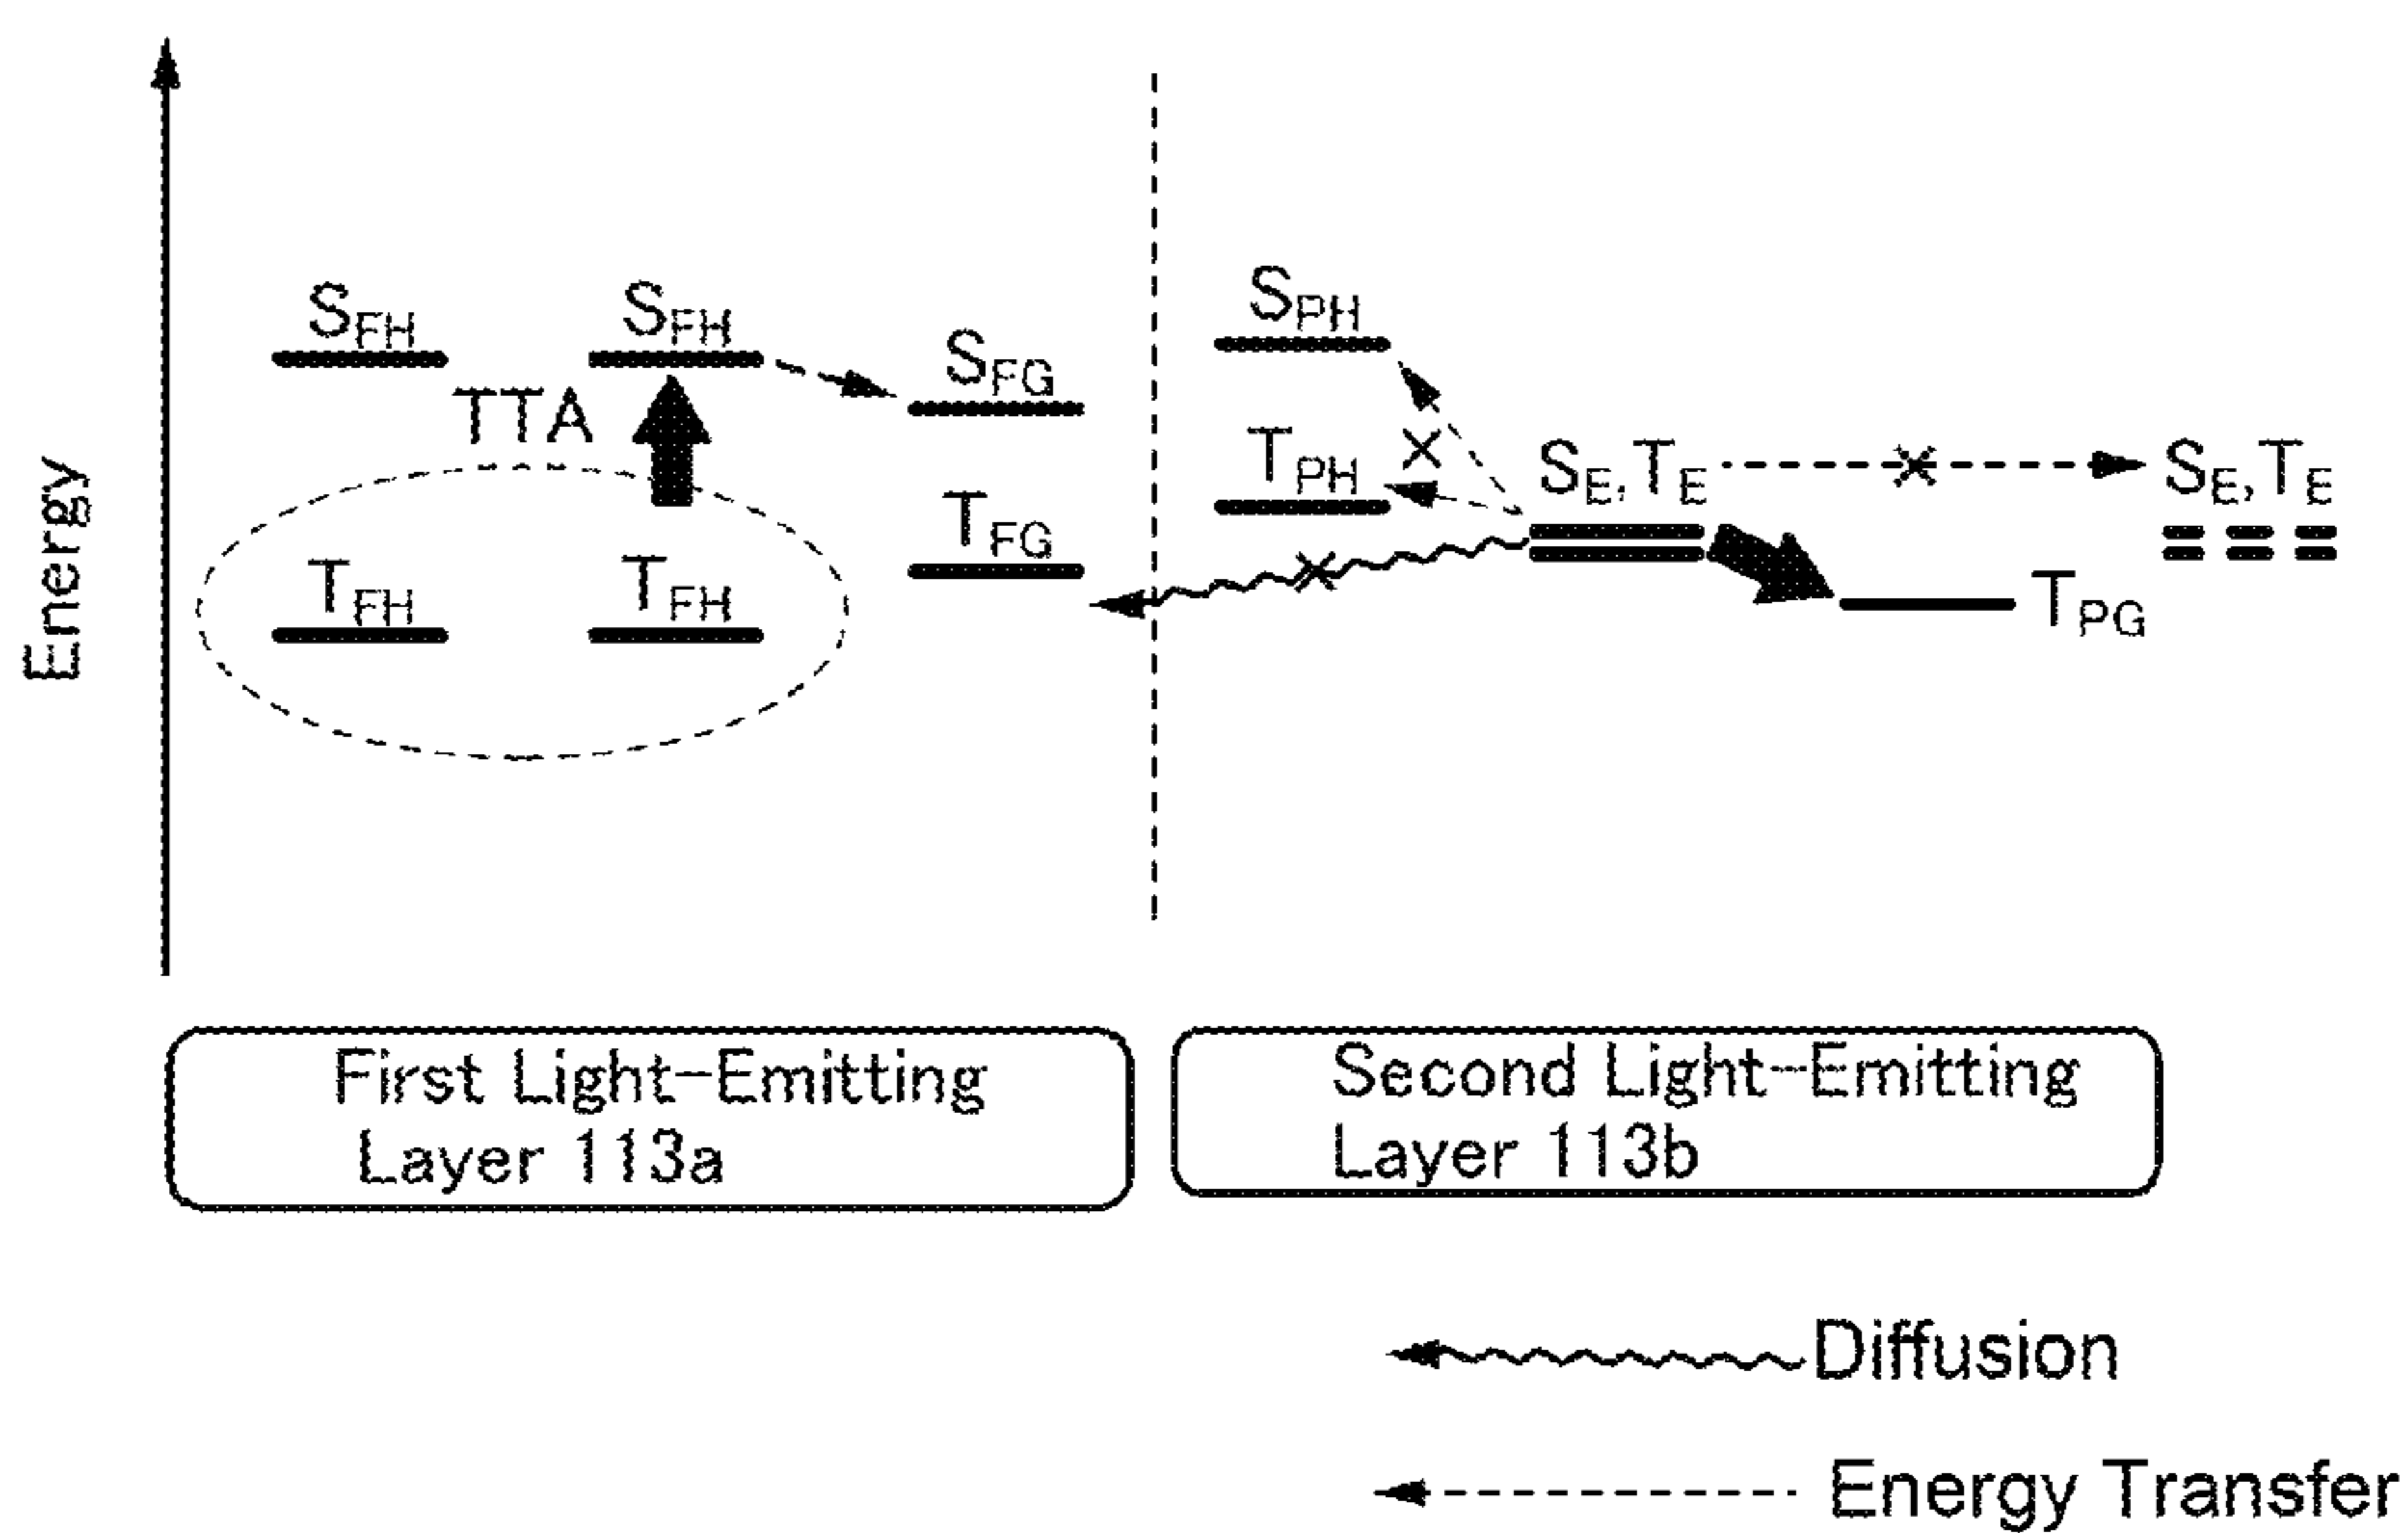 Energy
S_FH
S_FH
S_FG
TTA
T_FH
T_FH
T_FG
S_PH
T_PH
S_E, T_E
S_E, T_E
T_PG
First Light-Emitting
Layer 113a
Second Light-Emitting
Layer 113b
Diffusion
Energy Transfer